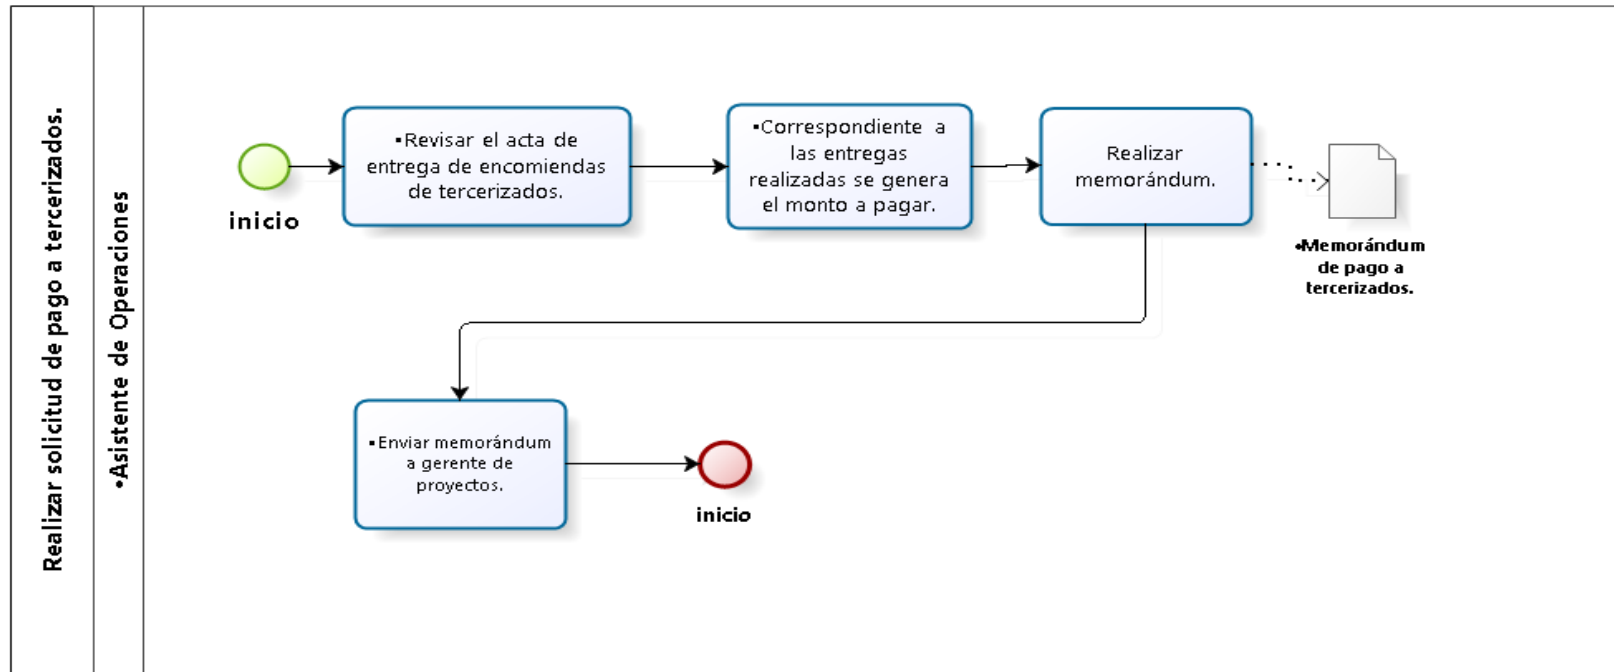 Realizar solicitud de pago a tercerizados.
•Asistente de Operaciones
inicio
▪Revisar el acta de
entrega de encomiendas
de tercerizados.
▪Correspondiente a
las entregas
realizadas se genera
el monto a pagar.
Realizar
memorándum.
•Memorándum
de pago a
tercerizados.
▪Enviar memorándum
a gerente de
proyectos.
inicio